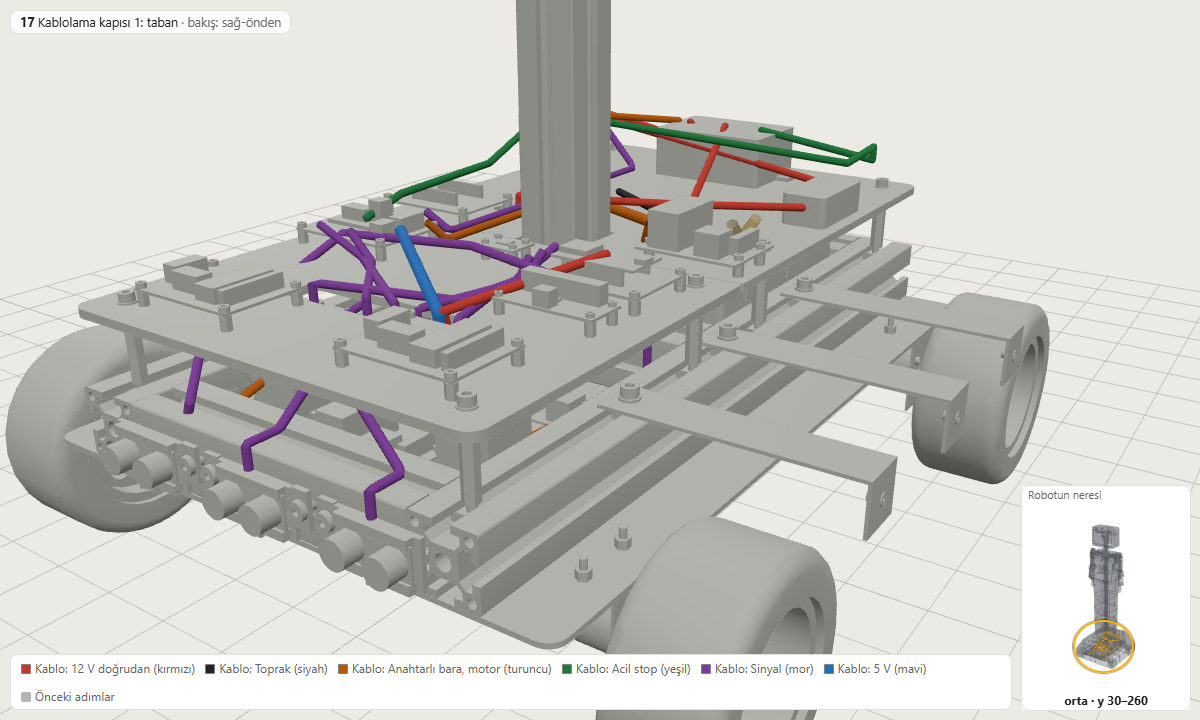 17 Kablolama kapısı 1: taban · bakış: sağ-önden
Robotun neresi
orta · y 30–260
Kablo: 12 V doğrudan (kırmızı) Kablo: Toprak (siyah) Kablo: Anahtarlı bara, motor (turuncu) Kablo: Acil stop (yeşil) Kablo: Sinyal (mor) Kablo: 5 V (mavi)
Önceki adımlar